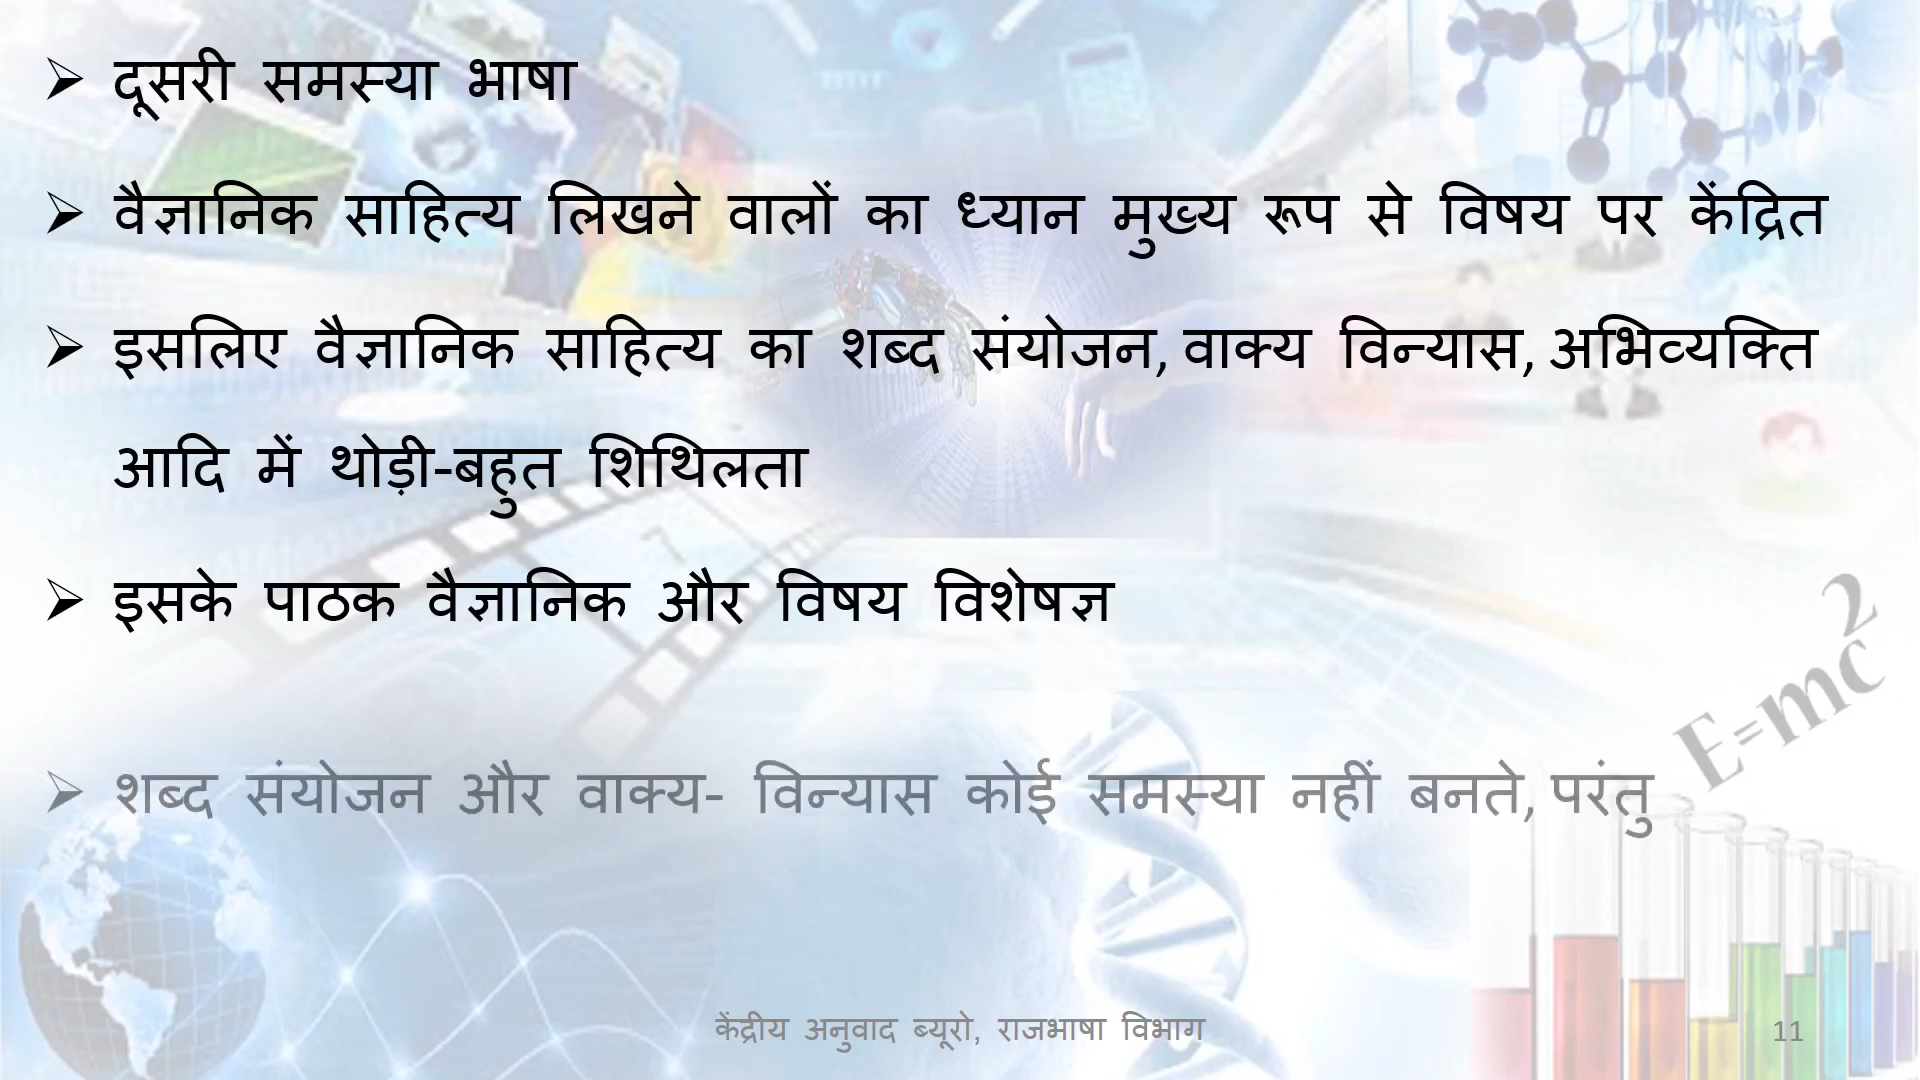 ➢ दूसरी समस्या भाषा
➢ वैज्ञानिक साहित्य लिखने वालों का ध्यान मुख्य रूप से विषय पर केंद्रित
➢ इसलिए वैज्ञानिक साहित्य का शब्द संयोजन, वाक्य विन्यास, अभिव्यक्ति
आदि में थोड़ी-बहुत शिथिलता
➢ इसके पाठक वैज्ञानिक और विषय विशेषज्ञ
E=mc²
➢ शब्द संयोजन और वाक्य- विन्यास कोई समस्या नहीं बनते, परंतु
केंद्रीय अनुवाद ब्यूरो, राजभाषा विभाग
11